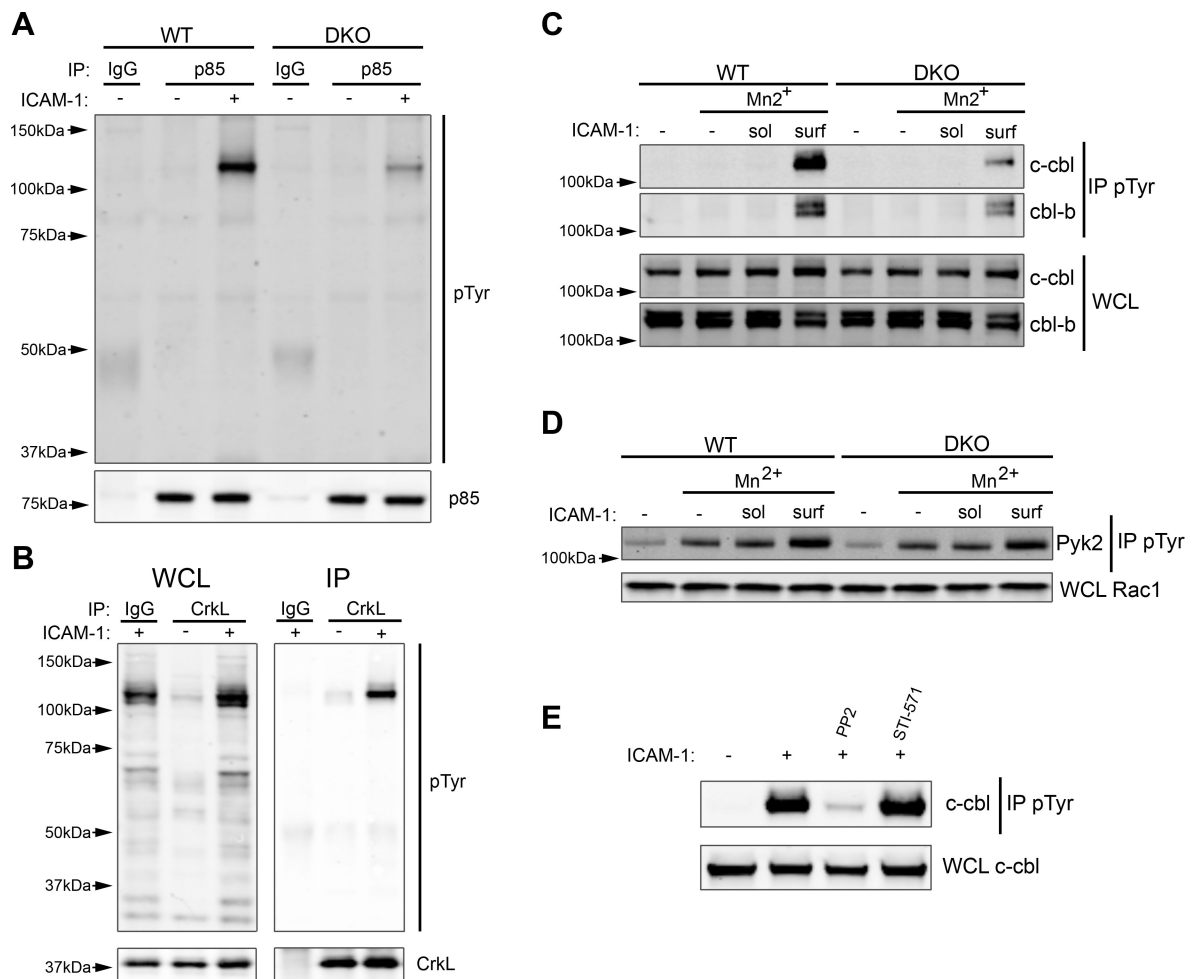 A
WT DKO
IP: IgG p85 IgG p85
ICAM-1: - - + - - +
150kDa
100kDa
75kDa
50kDa
37kDa
pTyr
75kDa p85
B
WCL IP
IP: IgG CrkL IgG CrkL
ICAM-1: + - + + - +
150kDa
100kDa
75kDa
50kDa
37kDa
pTyr
37kDa CrkL
C
WT DKO
Mn2+ Mn2+
ICAM-1: - - sol surf - - sol surf
100kDa c-cbl
100kDa cbl-b
IP pTyr
100kDa c-cbl
100kDa cbl-b
WCL
D
WT DKO
Mn2+ Mn2+
ICAM-1: - - sol surf - - sol surf
100kDa Pyk2 IP pTyr
WCL Rac1
E
PP2 STI-571
ICAM-1: - + + +
c-cbl IP pTyr
WCL c-cbl